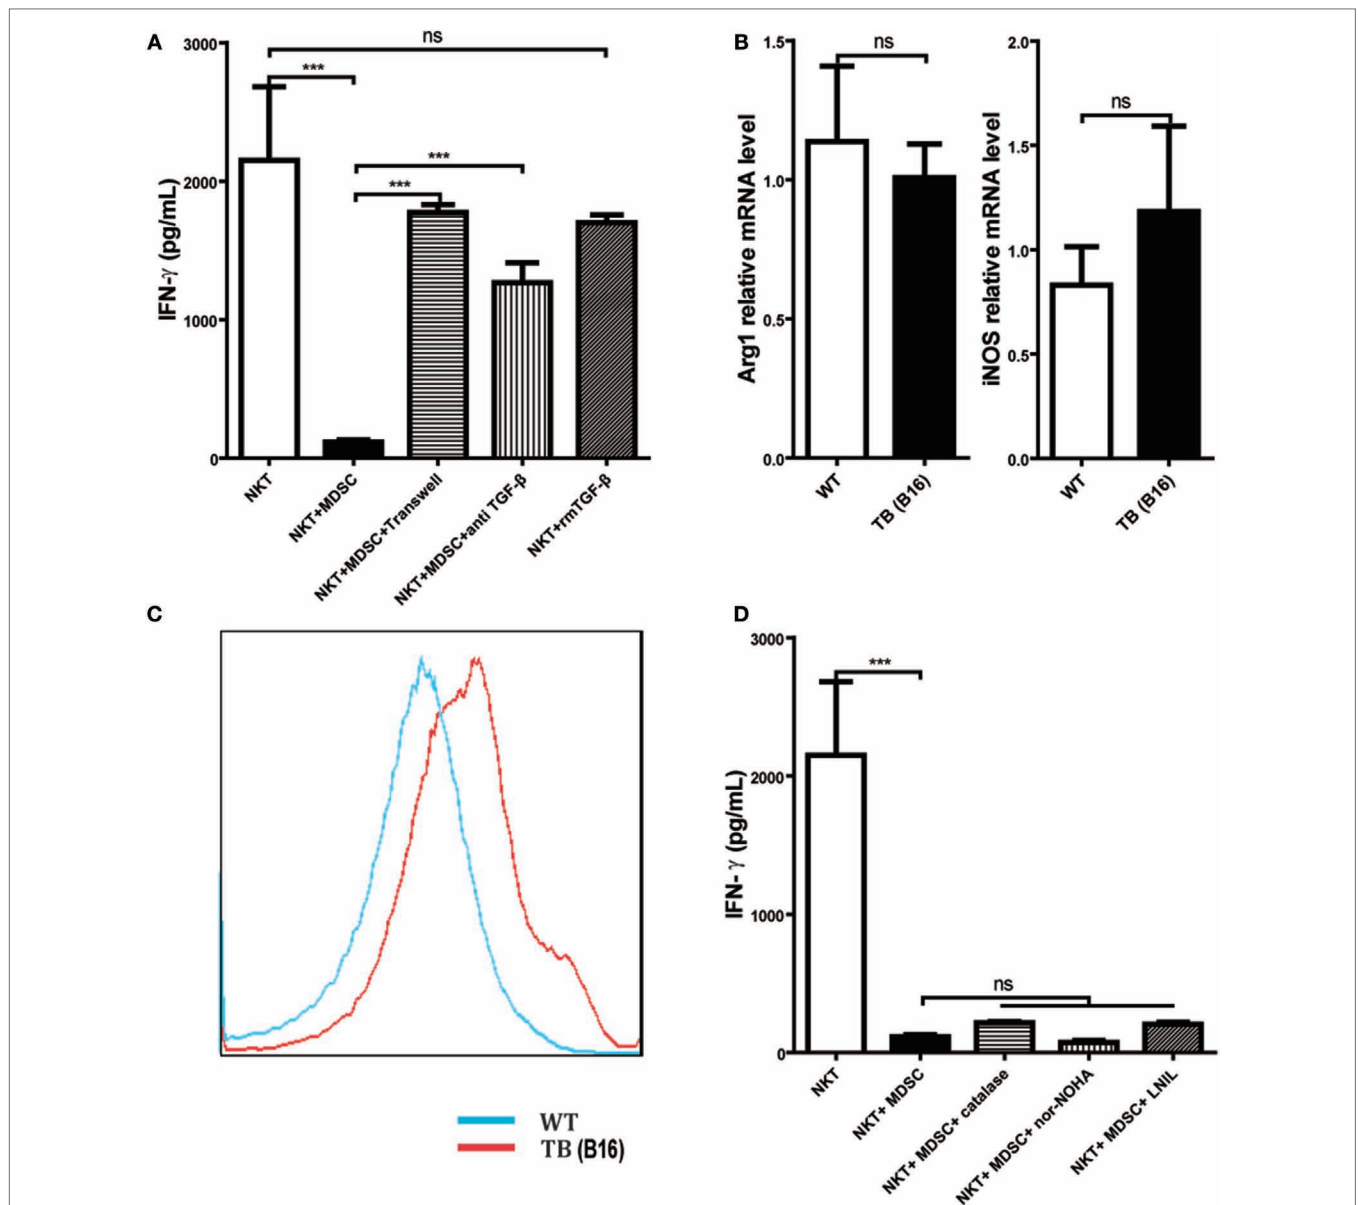 A
3000
2000
1000
0
IFN-γ (pg/mL)
ns
***
***
***
NKT
NKT+MDSC
NKT+MDSC+Transwell
NKT+MDSC+anti TGF-β
NKT+rmTGF-β
B
1.5
1.0
0.5
0.0
Arg1 relative mRNA level
ns
WT
TB (B16)
2.0
1.5
1.0
0.5
0.0
iNOS relative mRNA level
ns
WT
TB (B16)
C
WT
TB (B16)
D
3000
2000
1000
0
IFN- γ (pg/mL)
***
ns
NKT
NKT+ MDSC
NKT+ MDSC+ catalase
NKT+ MDSC+ nor-NOHA
NKT+ MDSC+ LNIL